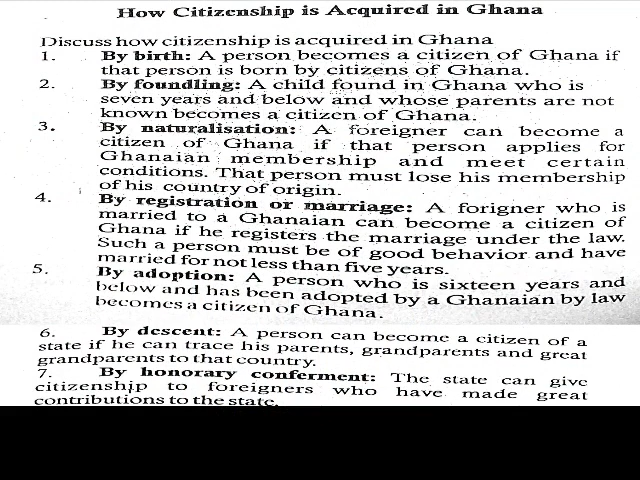 How Citizenship is Acquired in Ghana
Discuss how citizenship is acquired in Ghana
1. By birth: A person becomes a citizen of Ghana if
that person is born by citizens of Ghana.
2. By foundling: A child found in Ghana who is
seven years and below and whose parents are not
known becomes a citizen of Ghana.
3. By naturalisation: A foreigner can become a
citizen of Ghana if that person applies for
Ghanaian membership and meet certain
conditions. That person must lose his membership
of his country of origin.
4. By registration or marriage: A forigner who is
married to a Ghanaian can become a citizen of
Ghana if he registers the marriage under the law.
Such a person must be of good behavior and have
married for not less than five years.
5. By adoption: A person who is sixteen years and
below and has been adopted by a Ghanaian by law
becomes a citizen of Ghana.
6. By descent: A person can become a citizen of a
state if he can trace his parents, grandparents and great
grandparents to that country.
7. By honorary conferment: The state can give
citizenship to foreigners who have made great
contributions to the state.